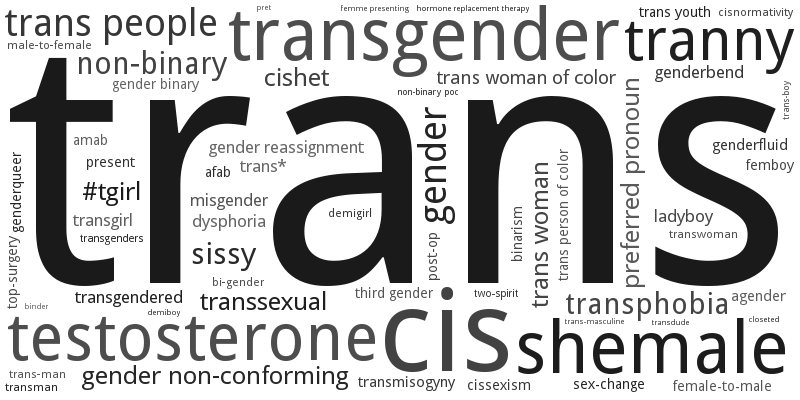 pret
femme presenting
hormone replacement therapy
trans people
transgender
trans youth
cisnormativity
male-to-female
tranny
non-binary
cishet
trans woman of color
genderbend
gender binary
non-binary poc
trans-boy
trans
amab
gender reassignment
gender
preferred pronoun
genderfluid
present
afab
trans*
femboy
genderqueer
#tgirl
misgender
demigirl
binarism
trans woman
trans person of color
transgirl
dysphoria
ladyboy
transgenders
sissy
post-op
transwoman
top-surgery
bi-gender
binder
transgendered
transsexual
third gender
two-spirit
transphobia
agender
demiboy
testosterone
cis
trans-masculine
transdude
closeted
shemale
trans-man
gender non-conforming
transmisogyny
cissexism
sex-change
female-to-male
transman